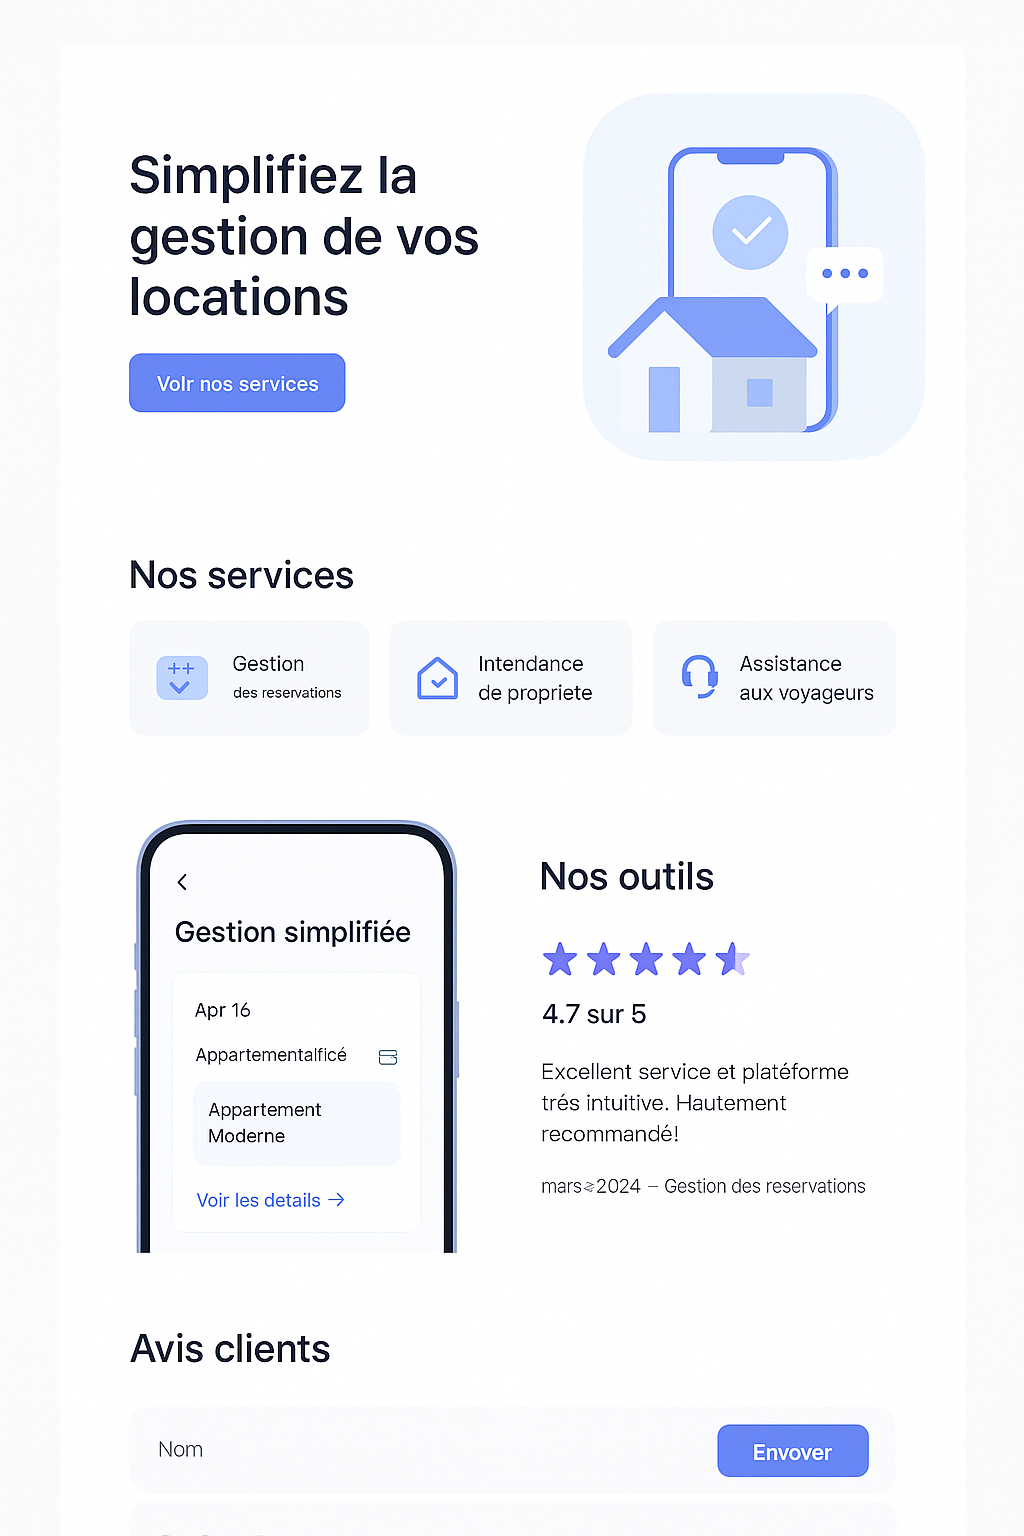 Simplifiez la
gestion de vos
locations
Volr nos services
Nos services
Gestion
des reservations
Intendance
de propriete
Assistance
aux voyageurs
Gestion simplifiée
Apr 16
Appartementalficé
Appartement
Moderne
Voir les details →
Nos outils
4.7 sur 5
Excellent service et platéforme
trés intuitive. Hautement
recommandé!
mars 2024 – Gestion des reservations
Avis clients
Nom
Envover